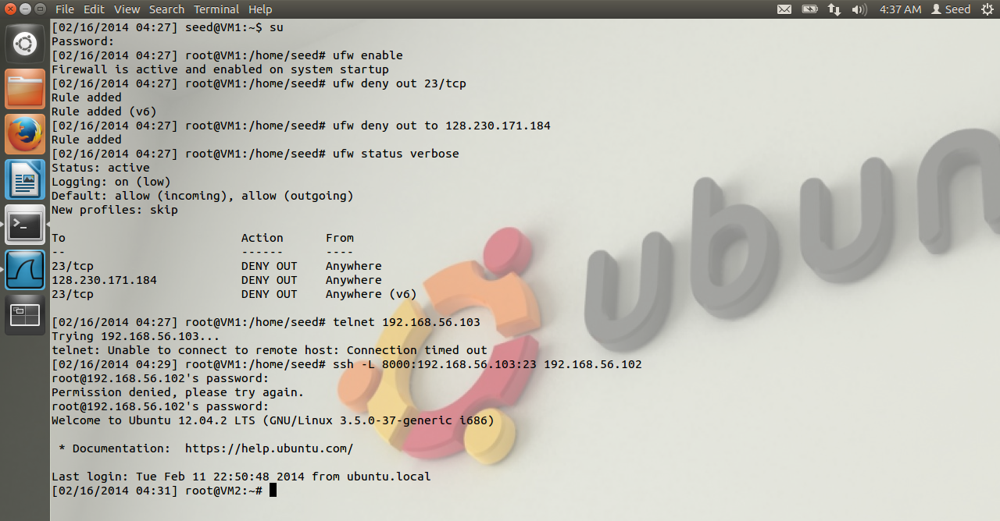 File Edit View Search Terminal Help 4:37 AM Seed
[02/16/2014 04:27] seed@VM1:~$ su
Password:
[02/16/2014 04:27] root@VM1:/home/seed# ufw enable
Firewall is active and enabled on system startup
[02/16/2014 04:27] root@VM1:/home/seed# ufw deny out 23/tcp
Rule added
Rule added (v6)
[02/16/2014 04:27] root@VM1:/home/seed# ufw deny out to 128.230.171.184
Rule added
[02/16/2014 04:27] root@VM1:/home/seed# ufw status verbose
Status: active
Logging: on (low)
Default: allow (incoming), allow (outgoing)
New profiles: skip
To Action From
-- ------ ----
23/tcp DENY OUT Anywhere
128.230.171.184 DENY OUT Anywhere
23/tcp DENY OUT Anywhere (v6)
[02/16/2014 04:27] root@VM1:/home/seed# telnet 192.168.56.103
Trying 192.168.56.103...
telnet: Unable to connect to remote host: Connection timed out
[02/16/2014 04:29] root@VM1:/home/seed# ssh -L 8000:192.168.56.103:23 192.168.56.102
root@192.168.56.102's password:
Permission denied, please try again.
root@192.168.56.102's password:
Welcome to Ubuntu 12.04.2 LTS (GNU/Linux 3.5.0-37-generic i686)
* Documentation: https://help.ubuntu.com/
Last login: Tue Feb 11 22:50:48 2014 from ubuntu.local
[02/16/2014 04:31] root@VM2:~#
ubun